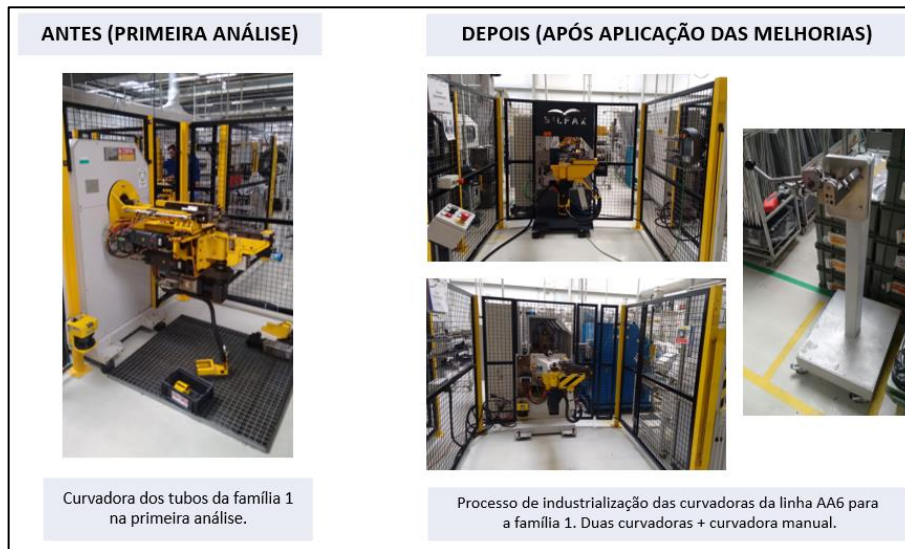 ANTES (PRIMEIRA ANÁLISE)
DEPOIS (APÓS APLICAÇÃO DAS MELHORIAS)
SILFAX
Curvadora dos tubos da família 1
na primeira análise.
Processo de industrialização das curvadoras da linha AA6 para
a família 1. Duas curvadoras + curvadora manual.